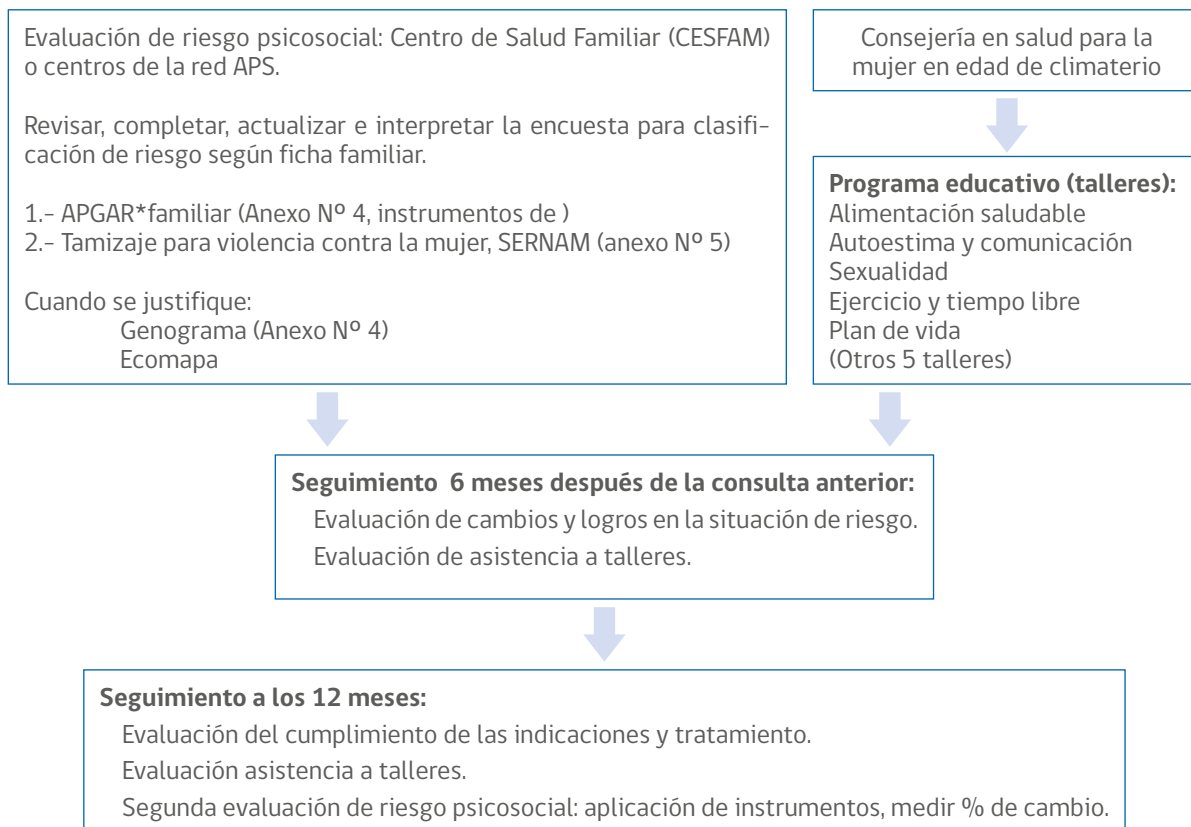 Evaluación de riesgo psicosocial: Centro de Salud Familiar (CESFAM)
o centros de la red APS.
Revisar, completar, actualizar e interpretar la encuesta para clasifi-
cación de riesgo según ficha familiar.
1.- APGAR*familiar (Anexo Nº 4, instrumentos de )
2.- Tamizaje para violencia contra la mujer, SERNAM (anexo Nº 5)
Cuando se justifique:
Genograma (Anexo Nº 4)
Ecomapa
Consejería en salud para la
mujer en edad de climaterio
Programa educativo (talleres):
Alimentación saludable
Autoestima y comunicación
Sexualidad
Ejercicio y tiempo libre
Plan de vida
(Otros 5 talleres)
Seguimiento 6 meses después de la consulta anterior:
Evaluación de cambios y logros en la situación de riesgo.
Evaluación de asistencia a talleres.
Seguimiento a los 12 meses:
Evaluación del cumplimiento de las indicaciones y tratamiento.
Evaluación asistencia a talleres.
Segunda evaluación de riesgo psicosocial: aplicación de instrumentos, medir % de cambio.